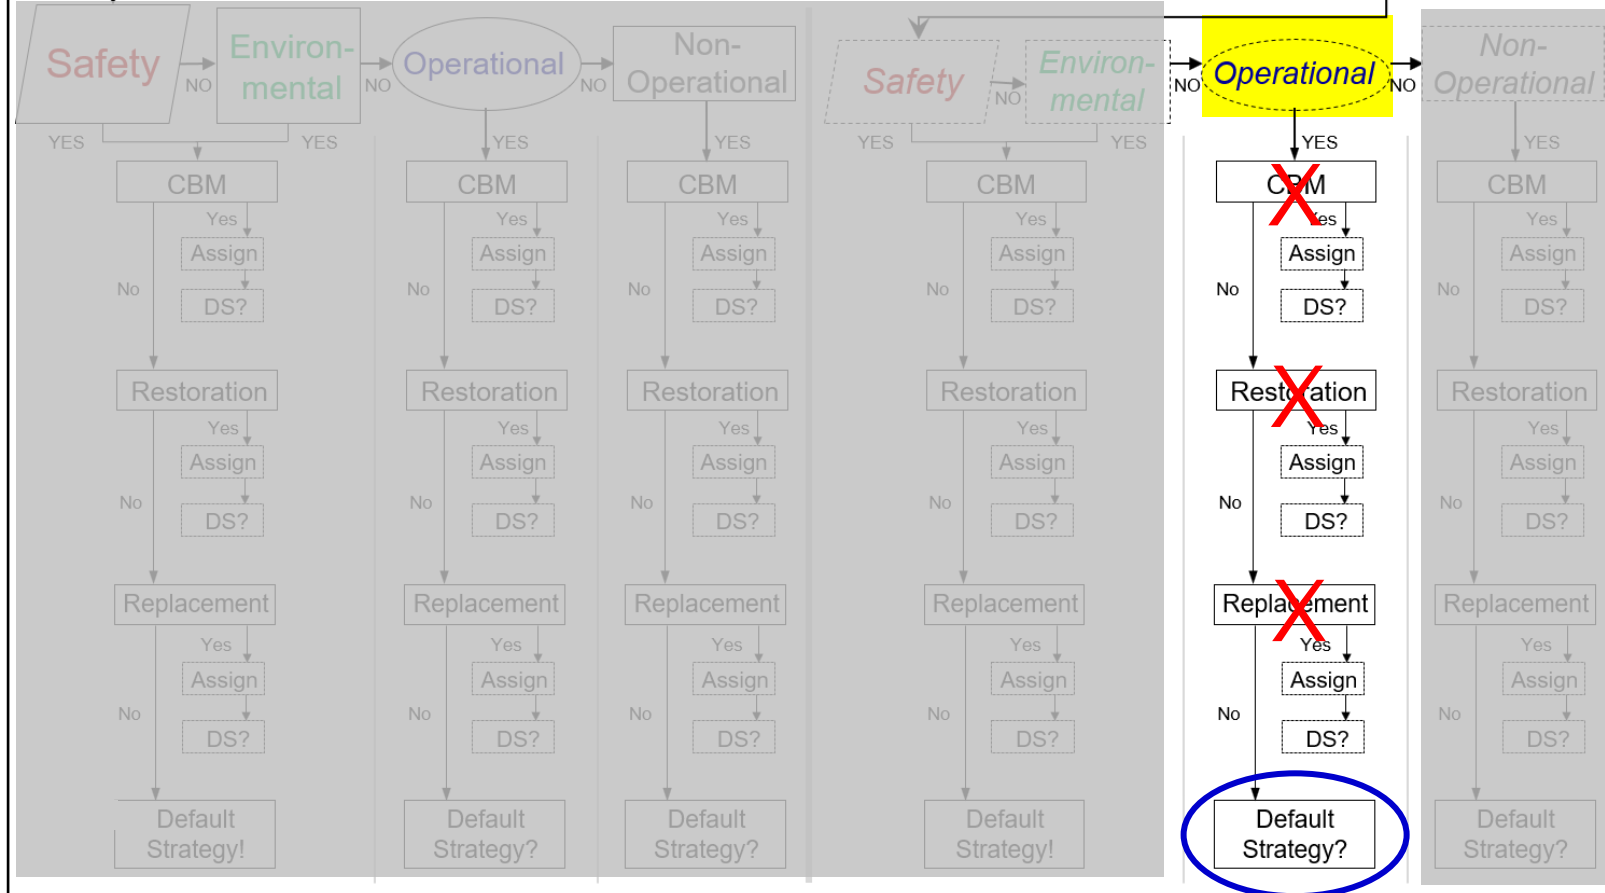 Safety
NO
Environ-
mental
NO
Operational
NO
Non-
Operational
Safety
NO
Environ-
mental
NO
Operational
NO
Non-
Operational
YES
YES
YES
YES
YES
YES
YES
YES
CBM
CBM
CBM
CBM
CBM
CBM
Yes
Yes
Yes
Yes
Yes
Yes
Assign
Assign
Assign
Assign
Assign
Assign
No
DS?
No
DS?
No
DS?
No
DS?
No
DS?
No
DS?
Restoration
Restoration
Restoration
Restoration
Restoration
Restoration
Yes
Yes
Yes
Yes
Yes
Yes
Assign
Assign
Assign
Assign
Assign
Assign
No
DS?
No
DS?
No
DS?
No
DS?
No
DS?
No
DS?
Replacement
Replacement
Replacement
Replacement
Replacement
Replacement
Yes
Yes
Yes
Yes
Yes
Yes
Assign
Assign
Assign
Assign
Assign
Assign
No
DS?
No
DS?
No
DS?
No
DS?
No
DS?
No
DS?
Default
Strategy!
Default
Strategy?
Default
Strategy?
Default
Strategy!
Default
Strategy?
Default
Strategy?